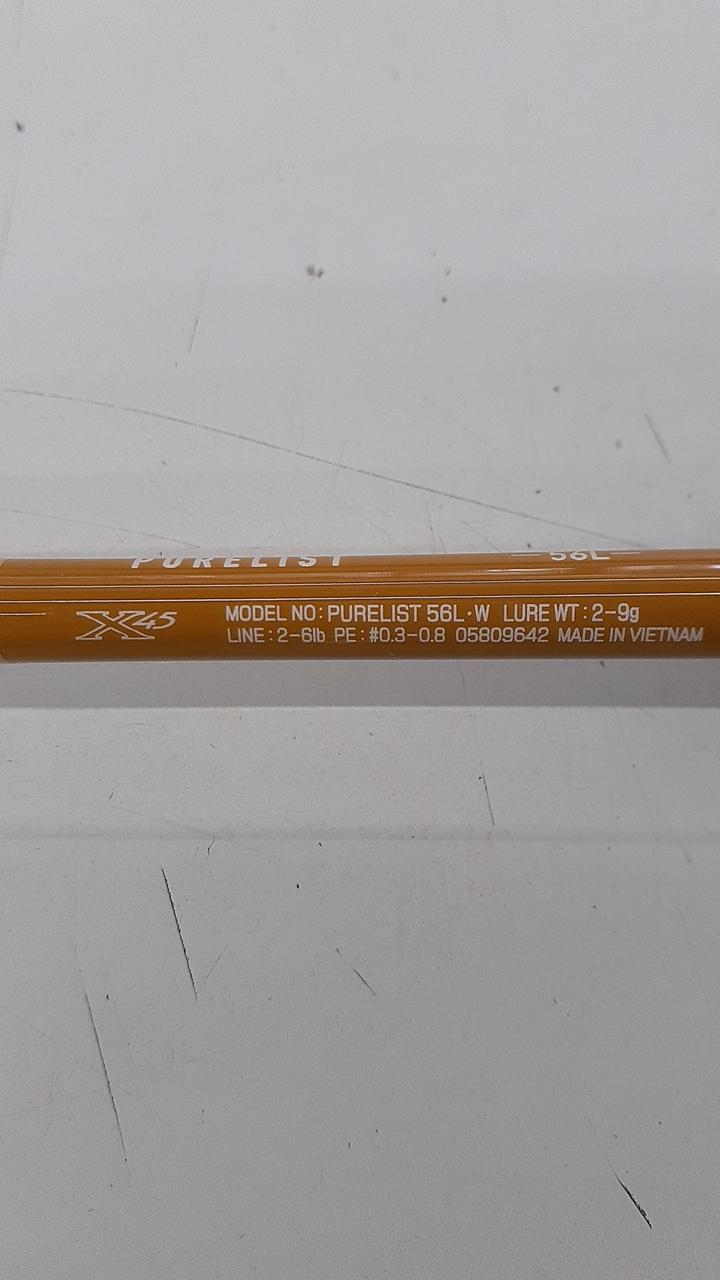 PURELIST 56L
X45
MODEL NO : PURELIST 56L·W LURE WT : 2-9g
LINE : 2-6lb PE : #0.3-0.8 05809642 MADE IN VIETNAM